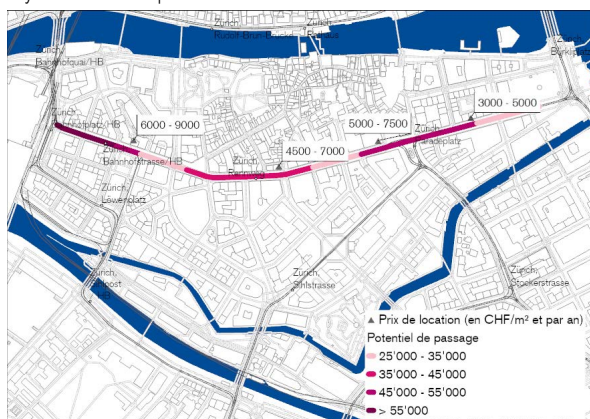 Zürich,
Rudolf-Brun-Brücke
Zürich,
Rathaus
Zürich,
Bahnhofquai/HB
Zürich,
Bürkliplatz
3000 - 5000
Zürich,
Bahnhofplatz/HB
6000 - 9000
5000 - 7500
Zürich,
Paradeplatz
Zürich,
Bahnhofstrasse/HB
4500 - 7000
Zürich,
Rennweg
Zürich,
Löwenplatz
Zürich,
Sihlpost
HB
Zürich,
Sihlstrasse
Zürich,
Stockerstrasse
▲ Prix de location (en CHF/m² et par an)
Potentiel de passage
25'000 - 35'000
35'000 - 45'000
45'000 - 55'000
> 55'000